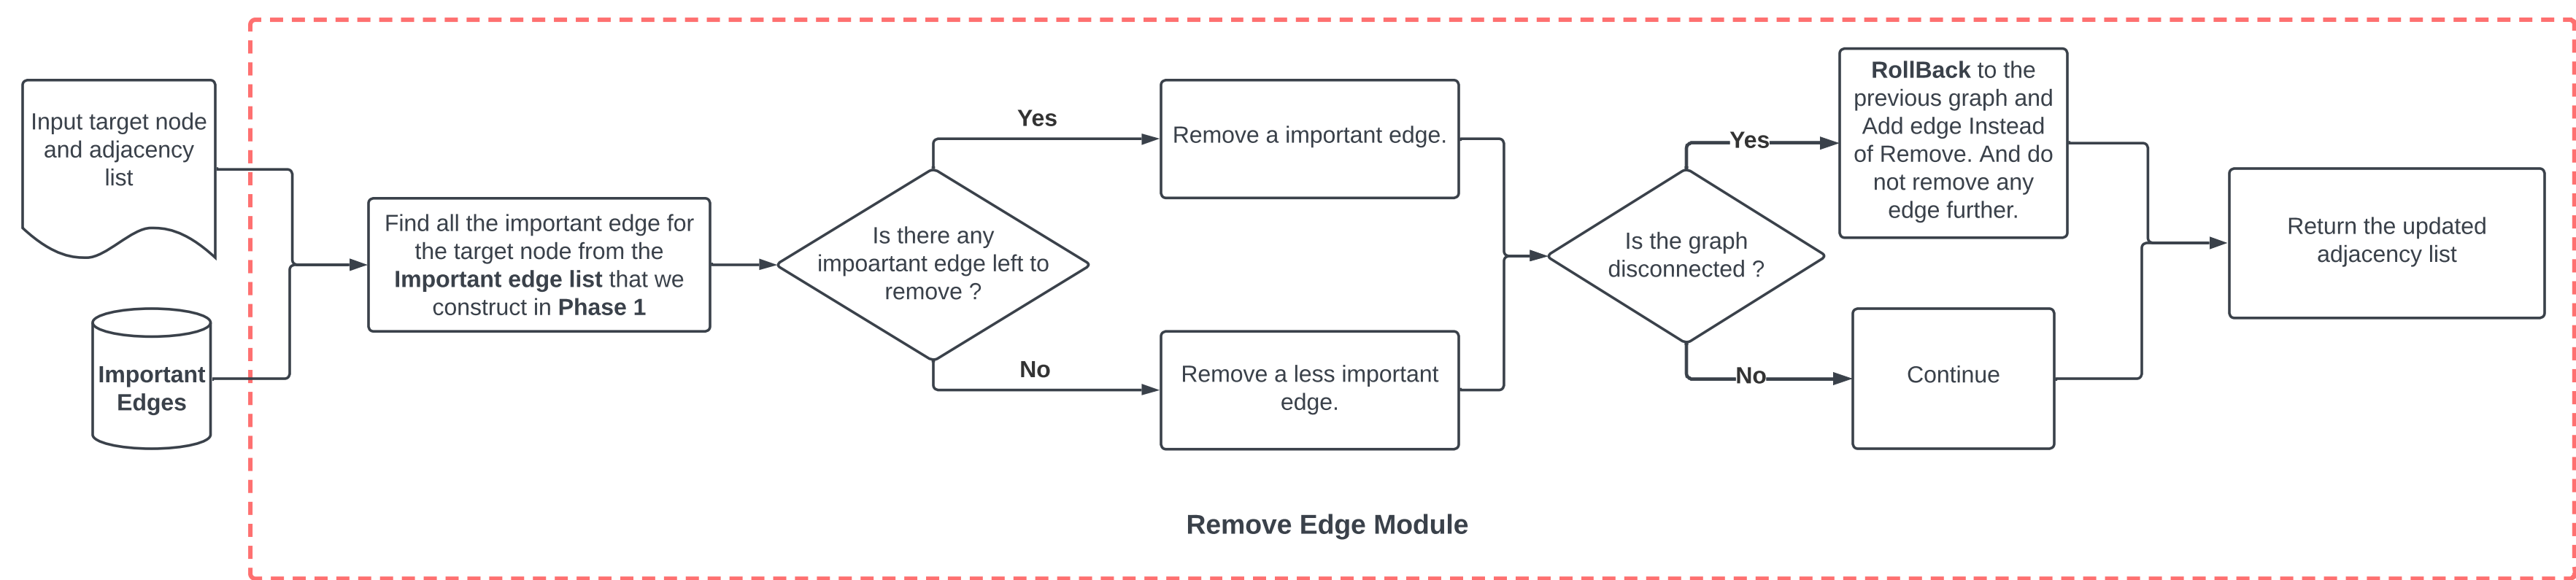 Input target node
and adjacency
list
Important
Edges
Find all the important edge for
the target node from the
Important edge list that we
construct in Phase 1
Is there any
impoartant edge left to
remove ?
Yes
No
Remove a important edge.
Remove a less important
edge.
Is the graph
disconnected ?
Yes
No
RollBack to the
previous graph and
Add edge Instead
of Remove. And do
not remove any
edge further.
Continue
Return the updated
adjacency list
Remove Edge Module